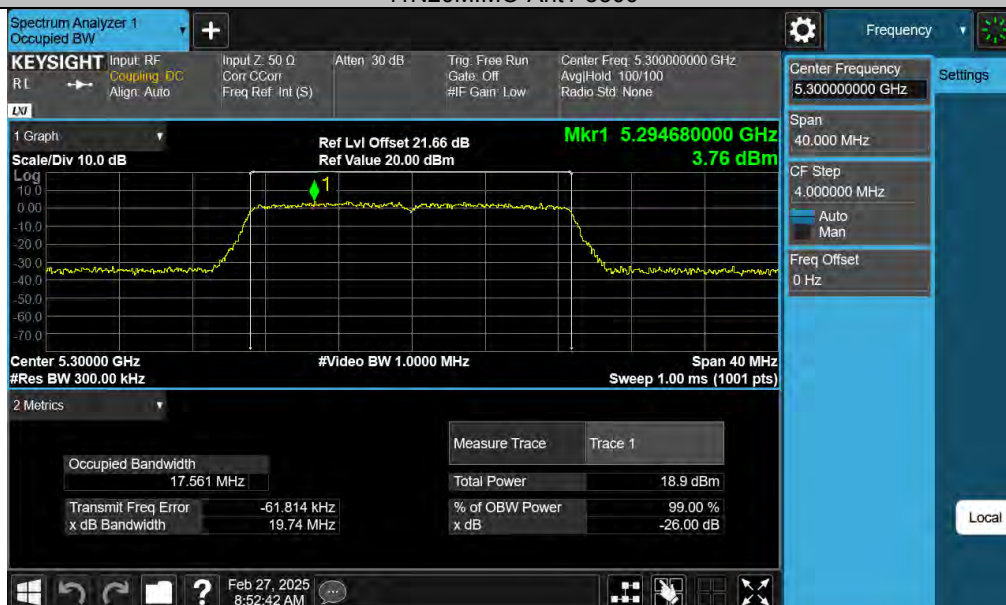 Spectrum Analyzer 1
Occupied BW
Frequency
KEYSIGHT
RL
LXI
Input: RF
Coupling: DC
Align: Auto
Input Z: 50 Ω
Corr CCorr
Freq Ref: Int (S)
Atten: 30 dB
Trig: Free Run
Gate: Off
#IF Gain: Low
Center Freq: 5.300000000 GHz
Avg|Hold: 100/100
Radio Std: None
Center Frequency
5.300000000 GHz
Settings
Span
40.000 MHz
CF Step
4.000000 MHz
Auto
Man
Freq Offset
0 Hz
1 Graph
Ref Lvl Offset 21.66 dB
Mkr1 5.294680000 GHz
Scale/Div 10.0 dB
Ref Value 20.00 dBm
3.76 dBm
Log
1
10.0
0.00
-10.0
-20.0
-30.0
-40.0
-50.0
-60.0
-70.0
Center 5.30000 GHz
#Video BW 1.0000 MHz
Span 40 MHz
#Res BW 300.00 kHz
Sweep 1.00 ms (1001 pts)
2 Metrics
Measure Trace
Trace 1
Occupied Bandwidth
17.561 MHz
Total Power
18.9 dBm
Transmit Freq Error
-61.814 kHz
% of OBW Power
99.00 %
x dB Bandwidth
19.74 MHz
x dB
-26.00 dB
Local
?
Feb 27, 2025
8:52:42 AM